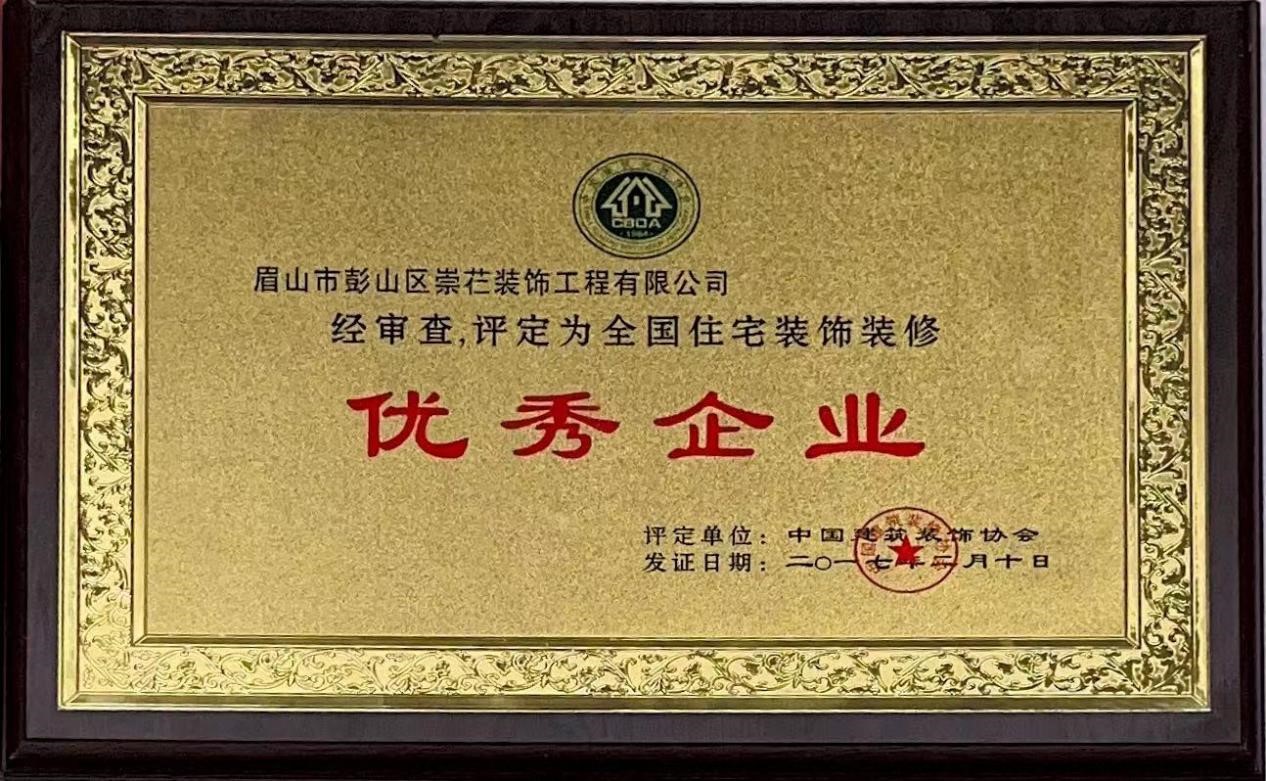 CBDA
·1984·
眉山市彭山区崇芢装饰工程有限公司
经审查,评定为全国住宅装饰装修
优秀企业
评定单位：中国建筑装饰协会
发证日期：二〇一七年二月十日